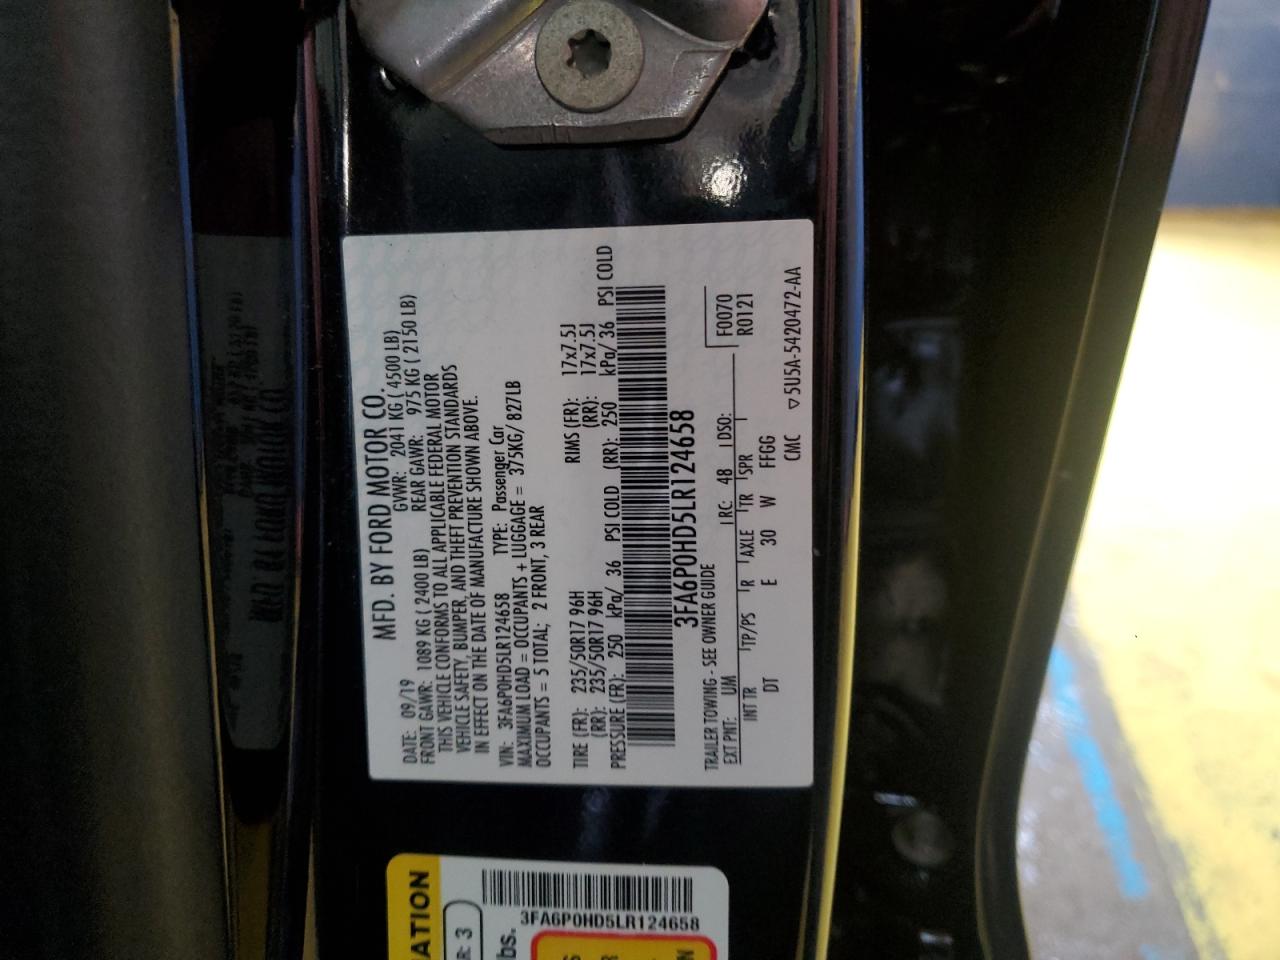 MFD. BY FORD MOTOR CO.
DATE: 09/19 GVWR: 2041 KG ( 4500 LB)
FRONT GAWR: 1089 KG ( 2400 LB) REAR GAWR: 975 KG ( 2150 LB)
THIS VEHICLE CONFORMS TO ALL APPLICABLE FEDERAL MOTOR
VEHICLE SAFETY, BUMPER, AND THEFT PREVENTION STANDARDS
IN EFFECT ON THE DATE OF MANUFACTURE SHOWN ABOVE.
VIN: 3FA6P0HD5LR124658 TYPE: Passenger Car
MAXIMUM LOAD = OCCUPANTS + LUGGAGE = 375KG/ 827LB
OCCUPANTS = 5 TOTAL; 2 FRONT, 3 REAR
TIRE (FR): 235/50R17 96H RIMS (FR): 17x7.5J
(RR): 235/50R17 96H (RR): 17x7.5J
PRESSURE (FR): 250 kPa/ 36 PSI COLD (RR): 250 kPa/ 36 PSI COLD
3FA6P0HD5LR124658
TRAILER TOWING - SEE OWNER GUIDE F0070
EXT PNT: UM RC: 48 DSO: R0121
INT TR TP/PS R AXLE TR SPR
DT E 30 W FFGG
CMC ▽5U5A-5420472-AA
ATION
R: 3
3FA6P0HD5LR124658
lbs.